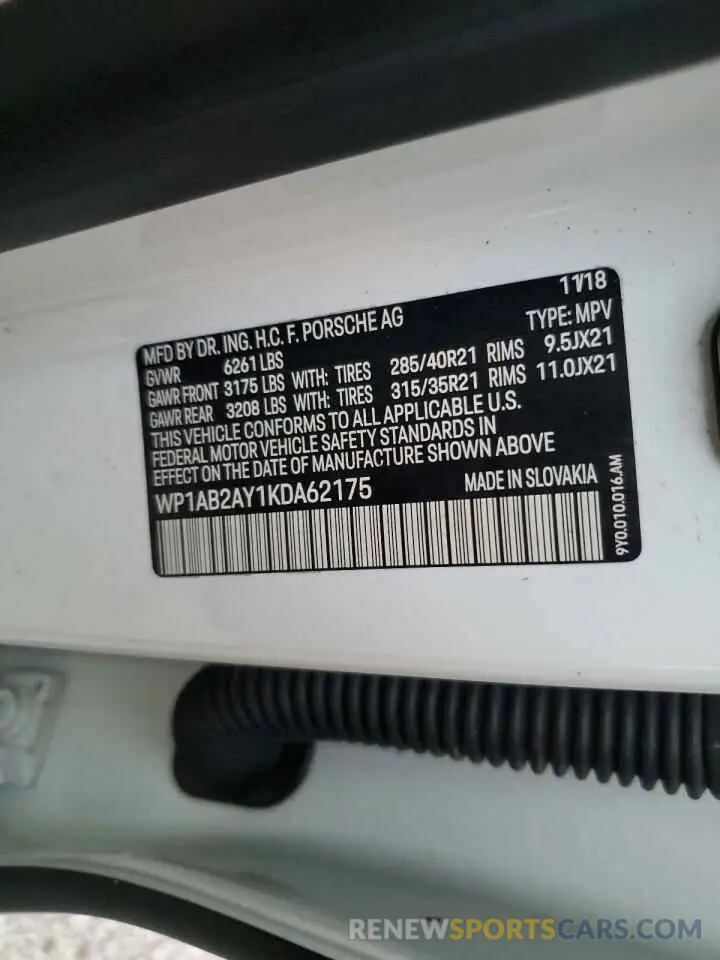 11/18
MFD BY DR. ING. H.C. F. PORSCHE AG TYPE: MPV
GVWR 6261 LBS
GAWR FRONT 3175 LBS WITH: TIRES 285/40R21 RIMS 9.5JX21
GAWR REAR 3208 LBS WITH: TIRES 315/35R21 RIMS 11.0JX21
THIS VEHICLE CONFORMS TO ALL APPLICABLE U.S.
FEDERAL MOTOR VEHICLE SAFETY STANDARDS IN
EFFECT ON THE DATE OF MANUFACTURE SHOWN ABOVE
WP1AB2AY1KDA62175 MADE IN SLOVAKIA
9Y0.010.016.AM
RENEWSPORTSCARS.COM